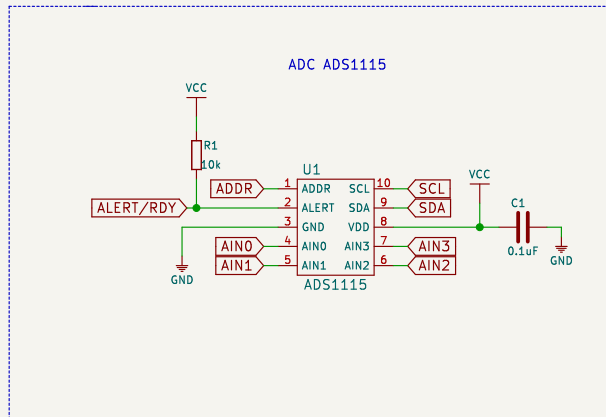 ADC ADS1115
VCC
R1
10k
U1
VCC
ADDR 1 ADDR SCL 10 SCL
C1
ALERT/RDY 2 ALERT SDA 9 SDA
3 GND VDD 8
0.1uF
AIN0 4 AIN0 AIN3 7 AIN3
GND
AIN1 5 AIN1 AIN2 6 AIN2
GND
ADS1115